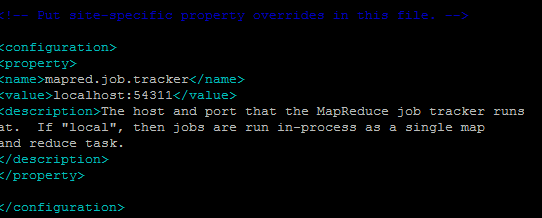 <!-- Put site-specific property overrides in this file. -->
<configuration>
<property>
<name>mapred.job.tracker</name>
<value>localhost:54311</value>
<description>The host and port that the MapReduce job tracker runs
at.  If "local", then jobs are run in-process as a single map
and reduce task.
</description>
</property>
</configuration>